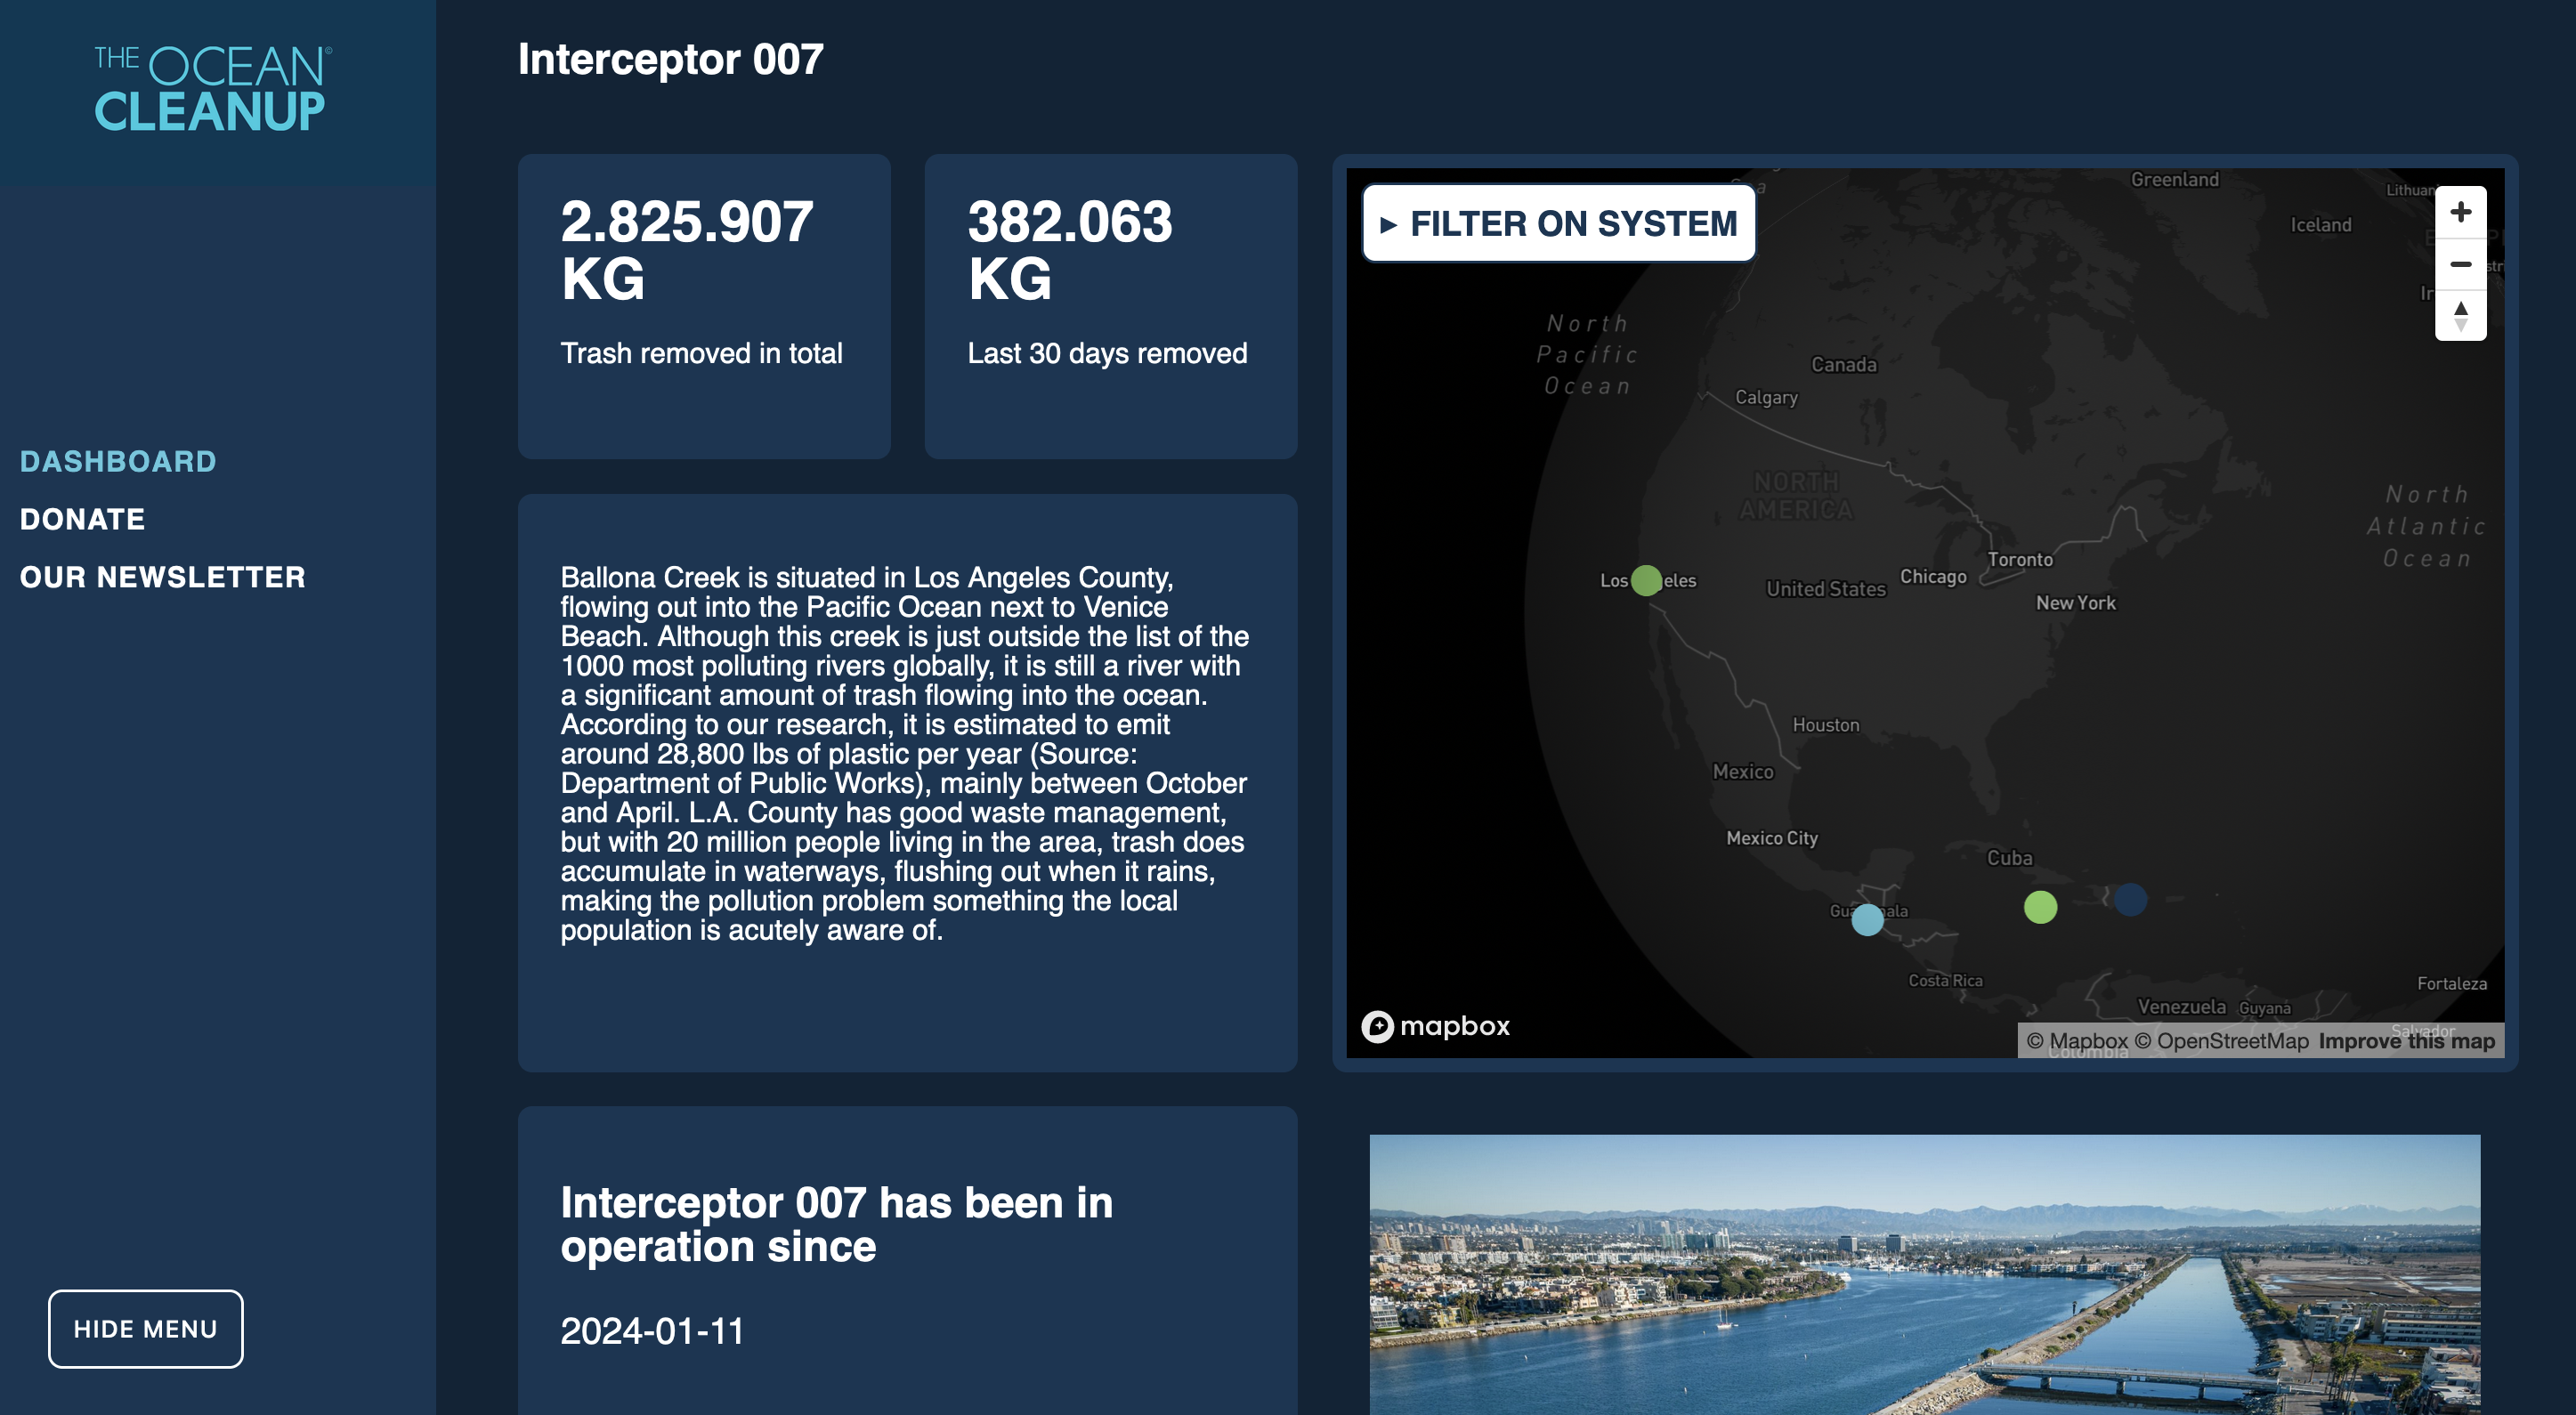 THE OCEAN©
CLEANUP
DASHBOARD
DONATE
OUR NEWSLETTER
HIDE MENU
Interceptor 007
2.825.907
KG
Trash removed in total
382.063
KG
Last 30 days removed
Ballona Creek is situated in Los Angeles County,
flowing out into the Pacific Ocean next to Venice
Beach. Although this creek is just outside the list of the
1000 most polluting rivers globally, it is still a river with
a significant amount of trash flowing into the ocean.
According to our research, it is estimated to emit
around 28,800 lbs of plastic per year (Source:
Department of Public Works), mainly between October
and April. L.A. County has good waste management,
but with 20 million people living in the area, trash does
accumulate in waterways, flushing out when it rains,
making the pollution problem something the local
population is acutely aware of.
Interceptor 007 has been in
operation since
2024-01-11
▸ FILTER ON SYSTEM
Greenland
Iceland
North
Pacific
Ocean
Canada
Calgary
NORTH
AMERICA
North
Atlantic
Ocean
Toronto
Chicago
United States
New York
Houston
Mexico
Mexico City
Cuba
Costa Rica
Fortaleza
Venezuela
Guyana
Salvador
Colombia
mapbox
© Mapbox © OpenStreetMap Improve this map